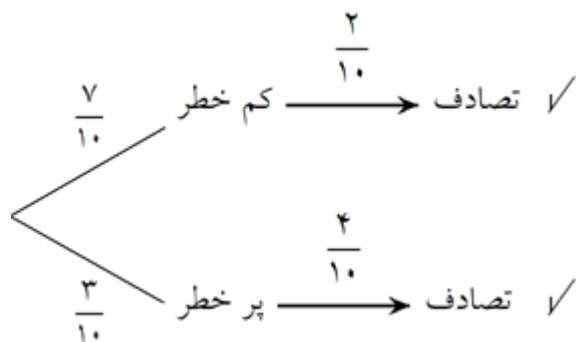 ۷/۱۰ کم خطر ۲/۱۰ تصادف ✓
۳/۱۰ پر خطر ۴/۱۰ تصادف ✓